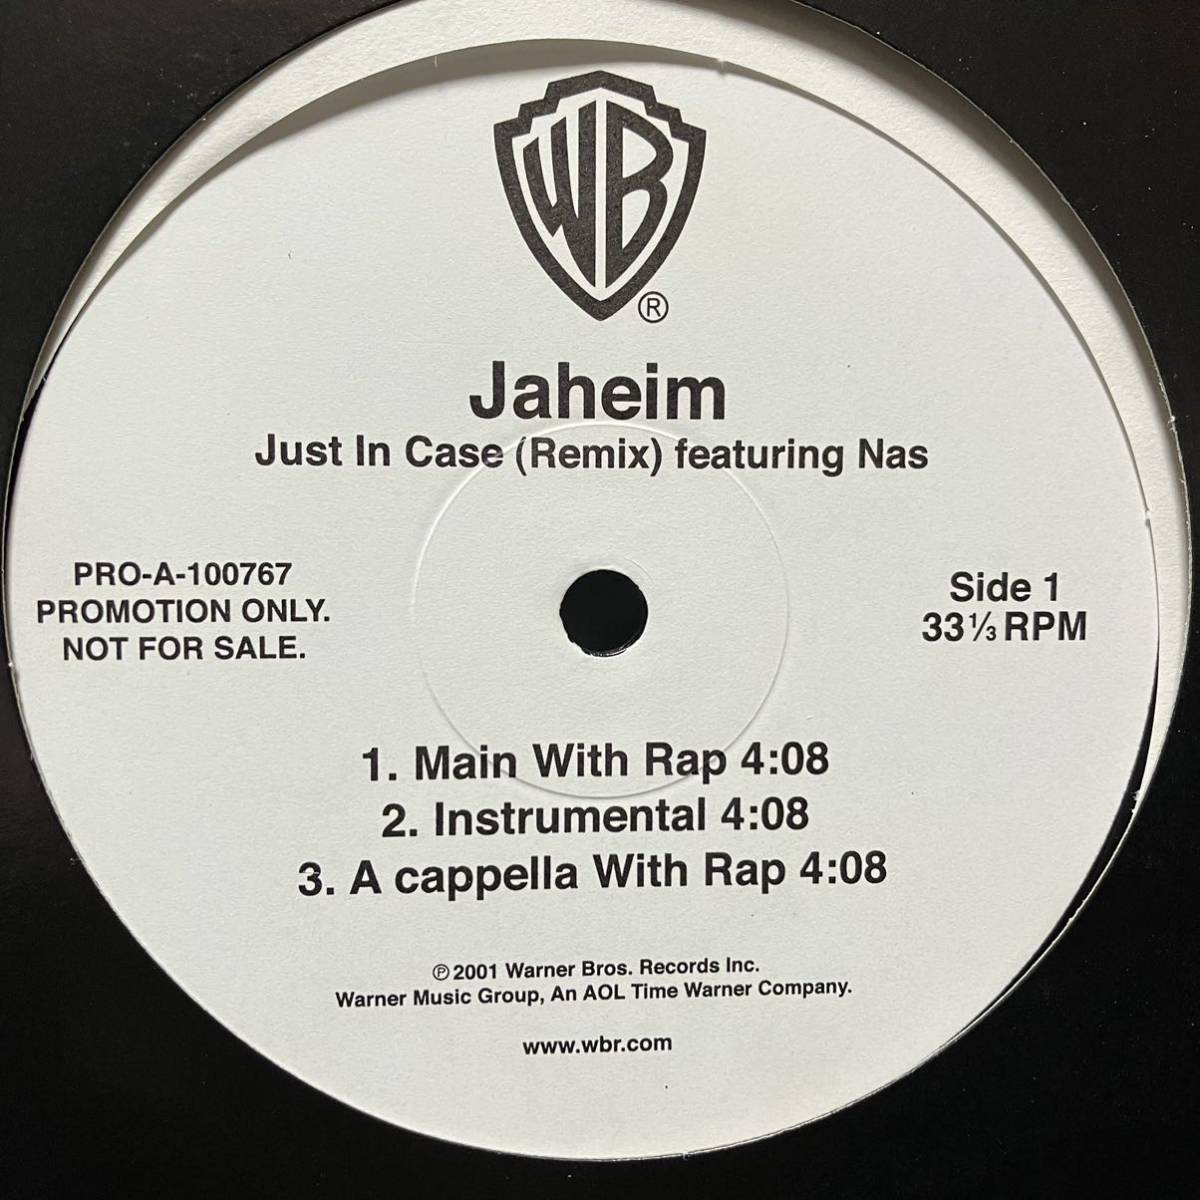 WB
®
Jaheim
Just In Case (Remix) featuring Nas
PRO-A-100767
PROMOTION ONLY.
NOT FOR SALE.
Side 1
33 ⅓ RPM
1. Main With Rap 4:08
2. Instrumental 4:08
3. A cappella With Rap 4:08
℗ 2001 Warner Bros. Records Inc.
Warner Music Group, An AOL Time Warner Company.
www.wbr.com